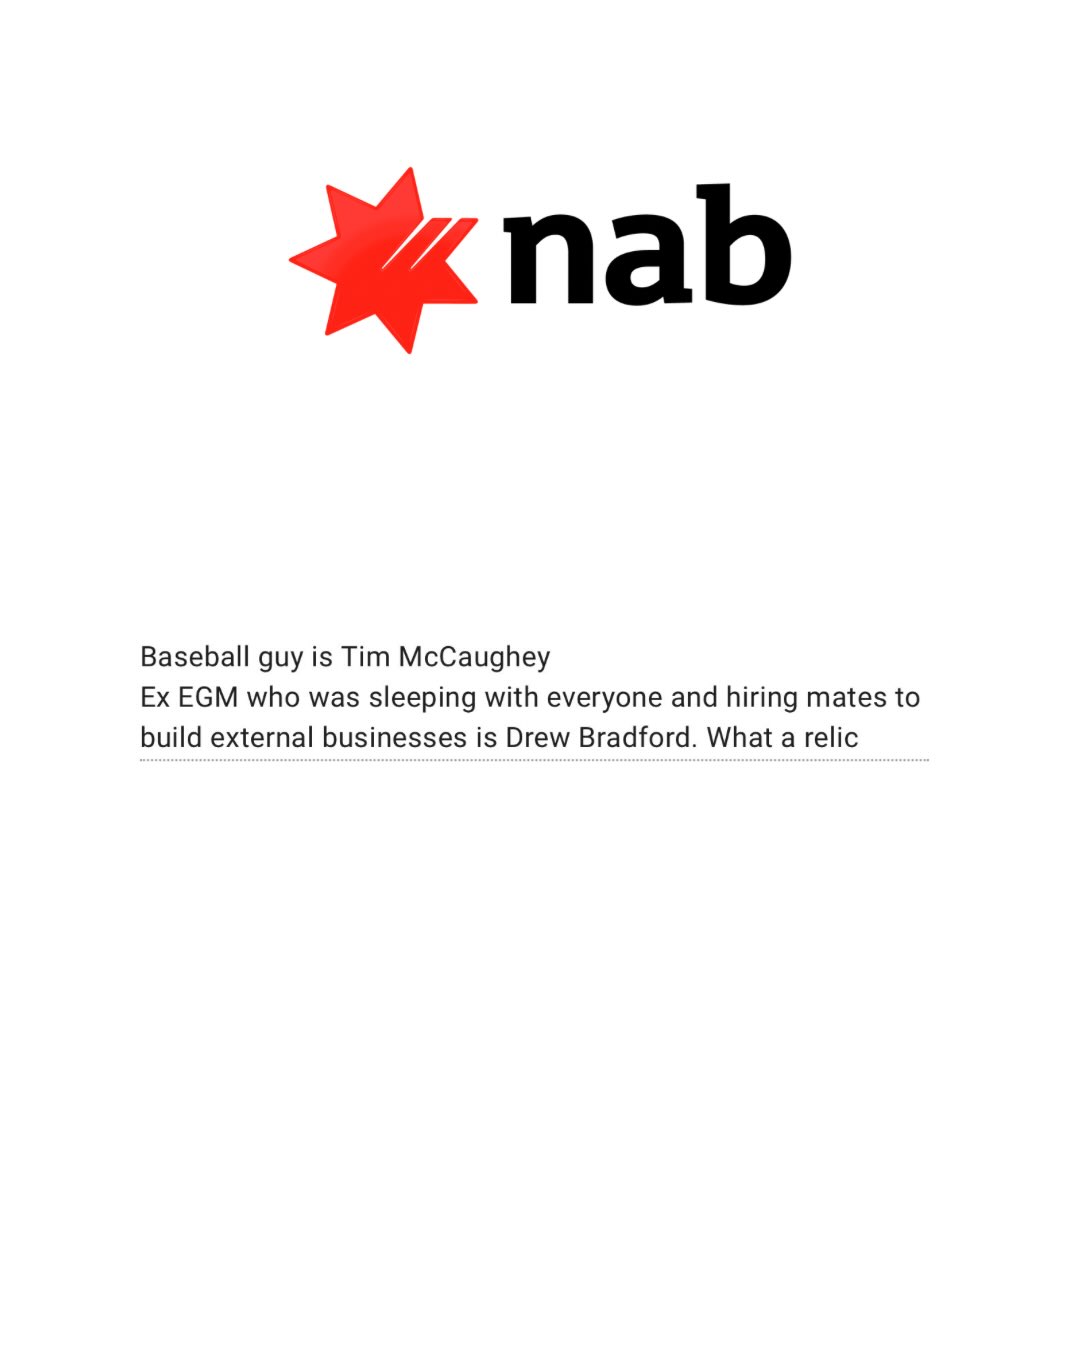 nab
Baseball guy is Tim McCaughey
Ex EGM who was sleeping with everyone and hiring mates to
build external businesses is Drew Bradford. What a relic